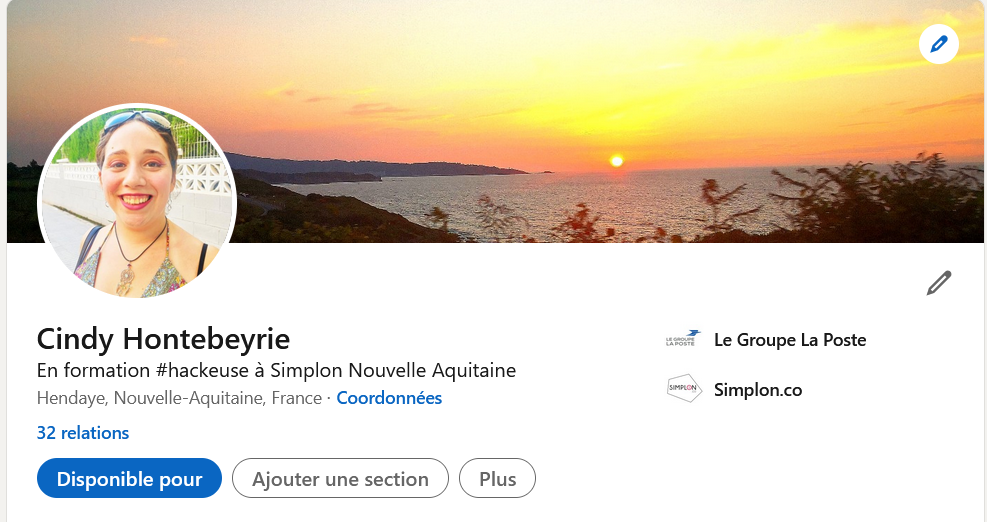 Cindy Hontebeyrie
En formation #hackeuse à Simplon Nouvelle Aquitaine
Hendaye, Nouvelle-Aquitaine, France · Coordonnées
32 relations
Disponible pour
Ajouter une section
Plus
LE GROUPE
LA POSTE
Le Groupe La Poste
SIMPLON
Simplon.co